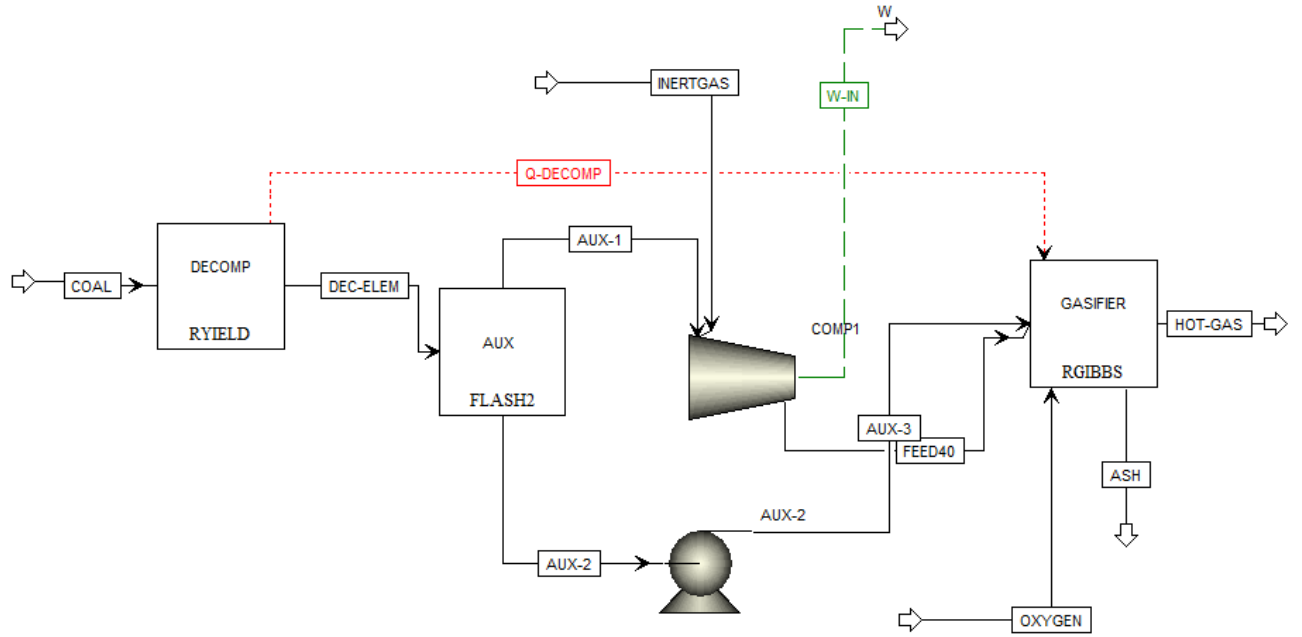 W
INERTGAS
W-IN
Q-DECOMP
AUX-1
DECOMP
COAL
DEC-ELEM
RYIELD
GASIFIER
HOT-GAS
COMP1
AUX
RGIBBS
FLASH2
AUX-3
FEED40
ASH
AUX-2
AUX-2
OXYGEN